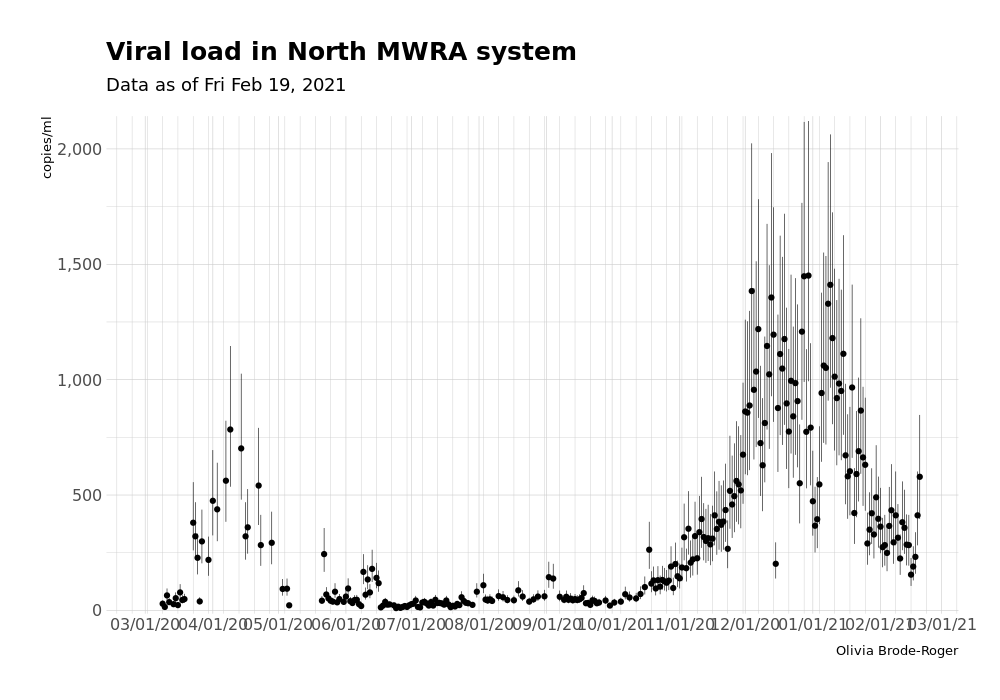 Viral load in North MWRA system
Data as of Fri Feb 19, 2021
copies/ml
2,000
1,500
1,000
500
0
03/01/20 04/01/20 05/01/20 06/01/20 07/01/20 08/01/20 09/01/20 10/01/20 11/01/20 12/01/20 01/01/21 02/01/21 03/01/21
Olivia Brode-Roger